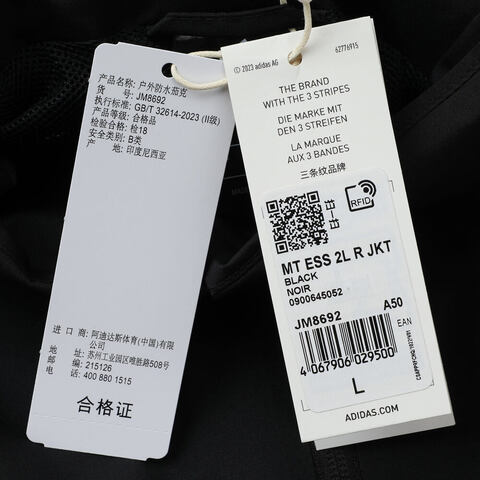 产品名称: 户外防水茄克
货 号: JM8692
执行标准: GB/T 32614-2023 (II级)
产品等级: 合格品
检验合格: 检18
安全类别: B类
产 地: 印度尼西亚
进 口 商: 阿迪达斯体育(中国)有限公司
地 址: 苏州工业园区唯胜路508号
邮 编: 215126
电 话: 400 880 1515
合格证
© 2023 adidas AG
62776915
THE BRAND
WITH THE 3 STRIPES
DIE MARKE MIT
DEN 3 STREIFEN
LA MARQUE
AUX 3 BANDES
三条纹品牌
RFID
MT ESS 2L R JKT
BLACK
NOIR
0900645052
JM8692
A50
EAN
4 067906 029500
L
ADIDAS.COM